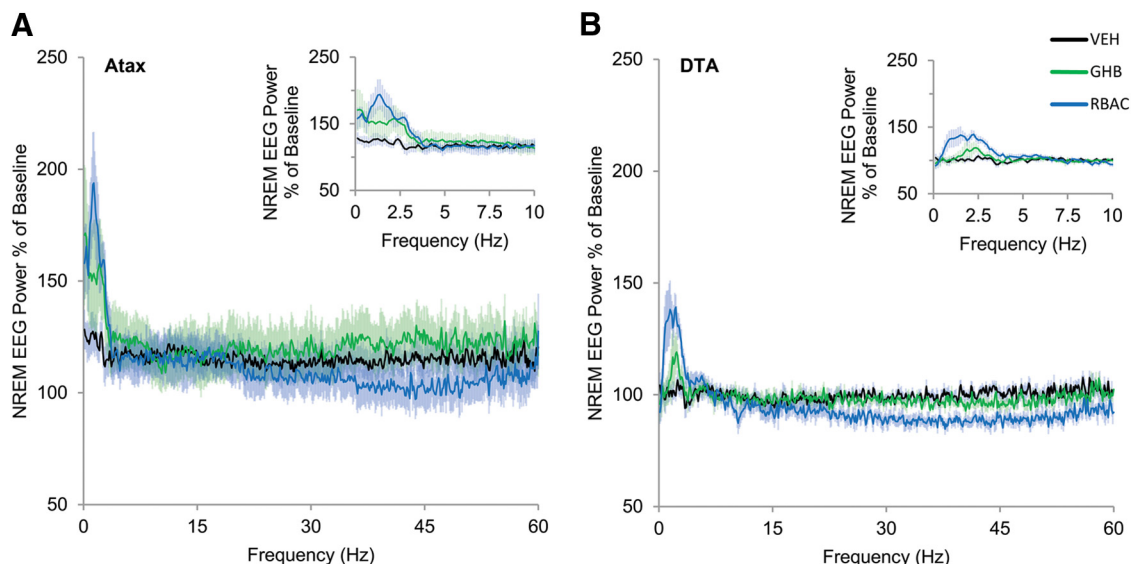 A
B
Atax
DTA
VEH
GHB
RBAC
NREM EEG Power % of Baseline
250
200
150
100
50
0
15
30
45
60
Frequency (Hz)
NREM EEG Power
% of Baseline
250
150
50
0
2.5
5
7.5
10
Frequency (Hz)
NREM EEG Power % of Baseline
250
200
150
100
50
0
15
30
45
60
Frequency (Hz)
NREM EEG Power
% of Baseline
250
150
50
0
2.5
5
7.5
10
Frequency (Hz)